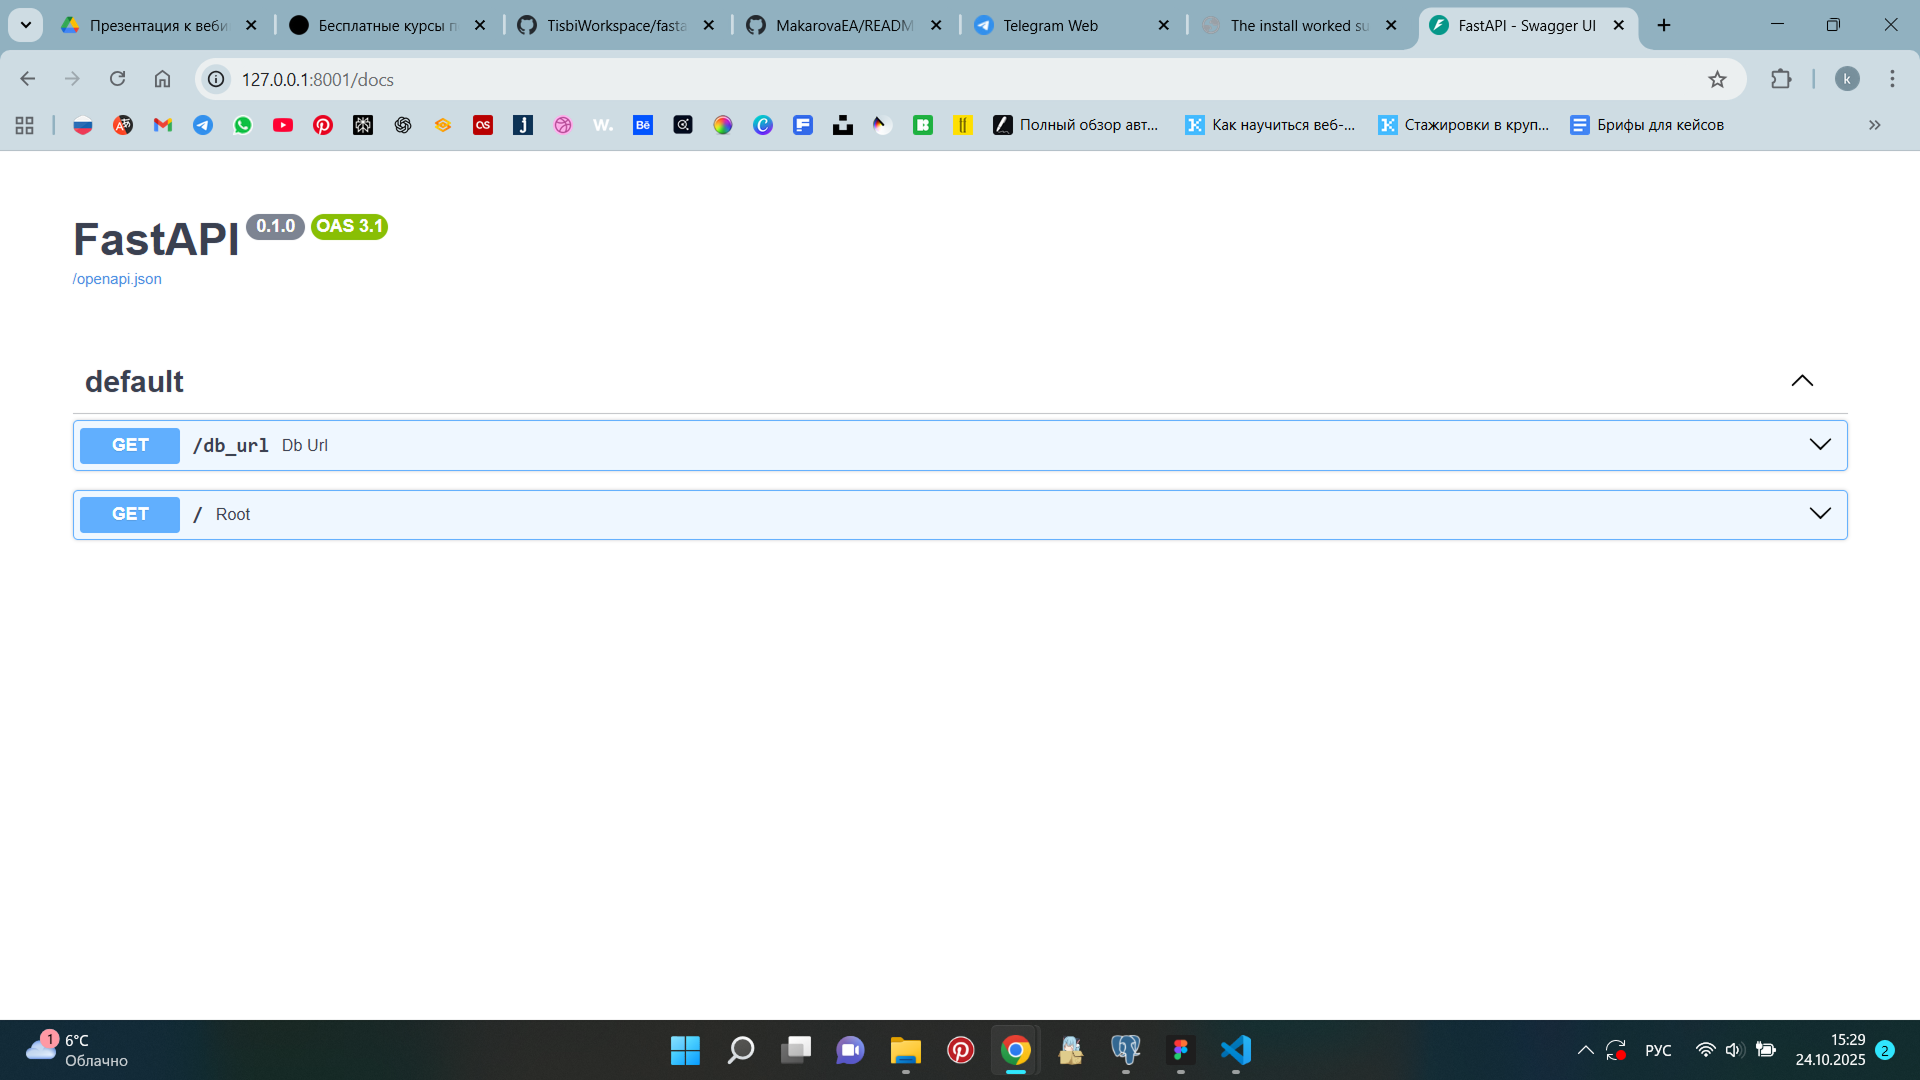 Презентация к веби
Бесплатные курсы п
TisbiWorkspace/fasta
MakarovaEA/READM
Telegram Web
The install worked su
FastAPI - Swagger UI
127.0.0.1:8001/docs
k
Полный обзор авт...
Как научиться веб-...
Стажировки в круп...
Брифы для кейсов
FastAPI 0.1.0 OAS 3.1
/openapi.json
default
GET /db_url Db Url
GET / Root
1
6°C
Облачно
РУС
15:29
24.10.2025
2